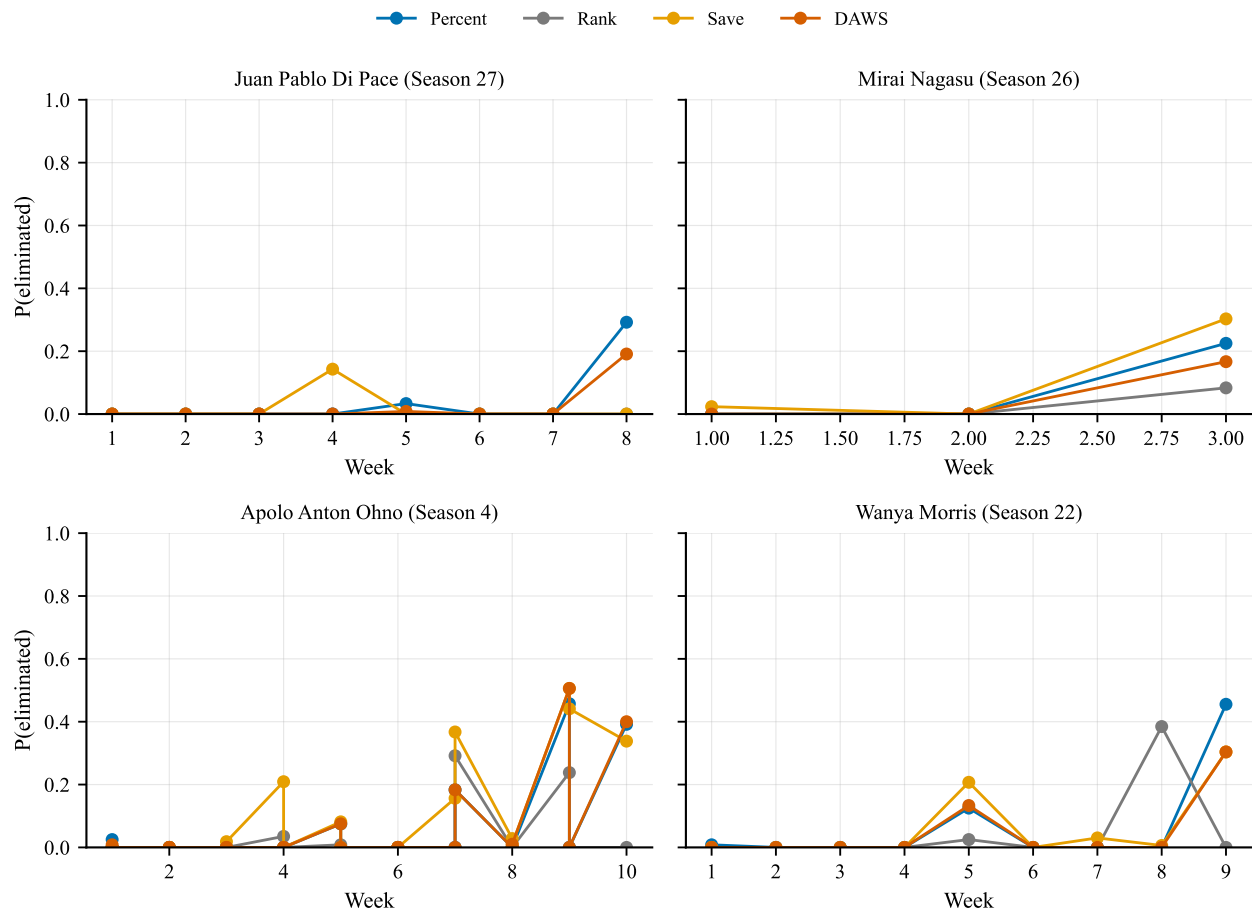 Percent Rank Save DAWS
Juan Pablo Di Pace (Season 27)
Mirai Nagasu (Season 26)
1.0
0.8
0.6
0.4
0.2
0.0
P(eliminated)
1 2 3 4 5 6 7 8
Week
1.00 1.25 1.50 1.75 2.00 2.25 2.50 2.75 3.00
Week
Apolo Anton Ohno (Season 4)
Wanya Morris (Season 22)
1.0
0.8
0.6
0.4
0.2
0.0
P(eliminated)
2 4 6 8 10
Week
1 2 3 4 5 6 7 8 9
Week